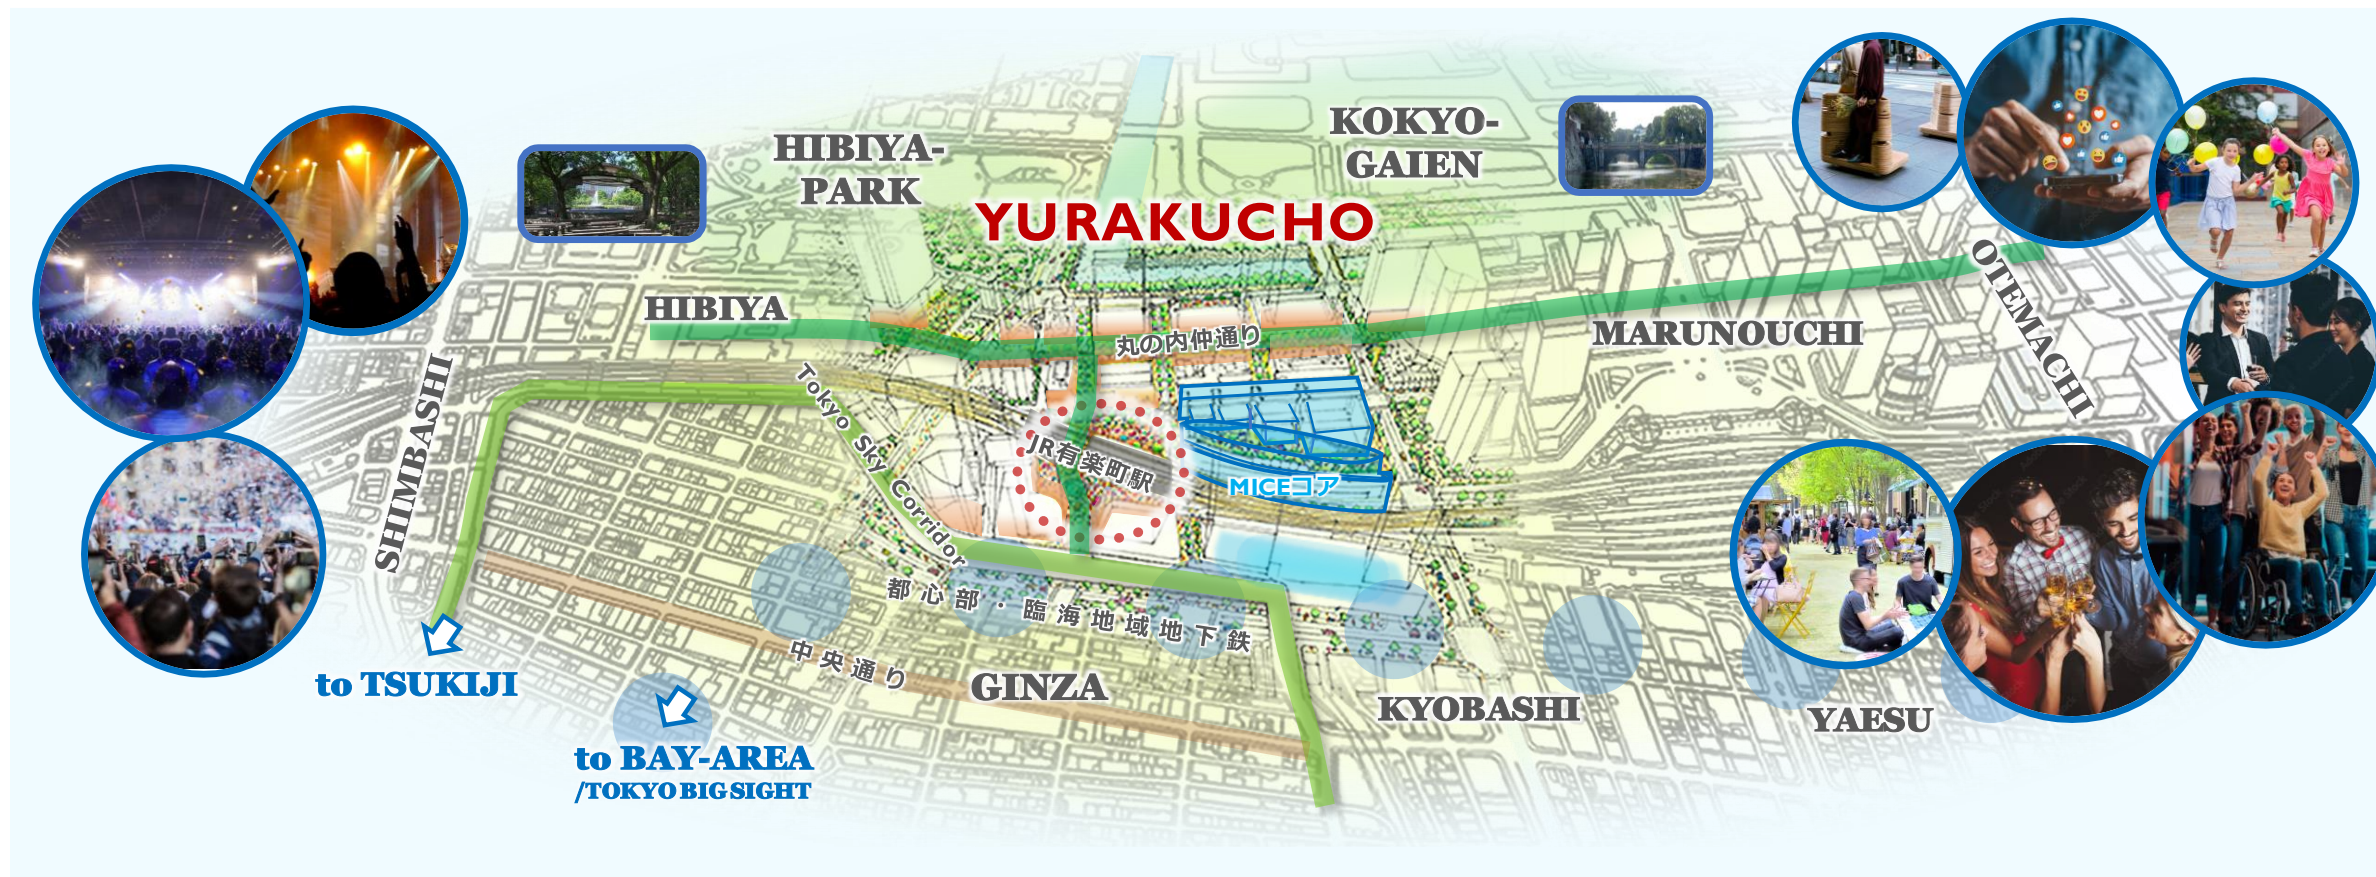 HIBIYA-
PARK
KOKYO-
GAIEN
YURAKUCHO
HIBIYA
丸の内仲通り
MARUNOUCHI
OTEMACHI
SHIMBASHI
Tokyo Sky Corridor
JR有楽町駅
MICEコア
都心部・臨海地域地下鉄
中央通り
GINZA
KYOBASHI
YAESU
to TSUKIJI
to BAY-AREA
/TOKYO BIG SIGHT